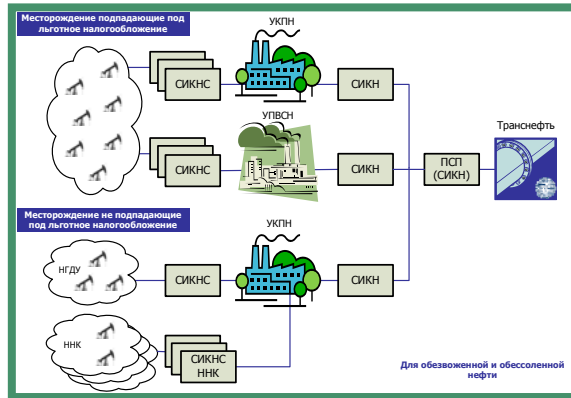 Месторождение подпадающие под
льготное налогообложение
УКПН
СИКНС
СИКН
УПВСН
СИКНС
СИКН
ПСП
(СИКН)
Транснефть
Месторождение не подпадающие
под льготное налогообложение
УКПН
НГДУ
СИКНС
СИКН
ННК
СИКНС
ННК
Для обезвоженной и обессоленной
нефти